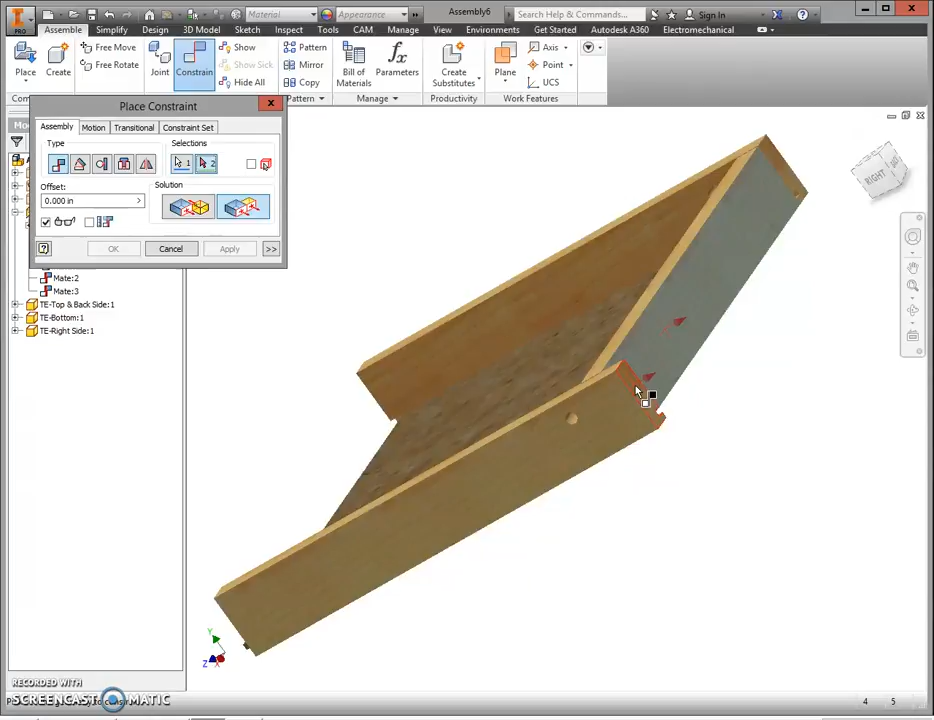 Material
Appearance
Assembly6
Search Help & Commands...
Sign In
PRO
Assemble
Simplify
Design
3D Model
Sketch
Inspect
Tools
CAM
Manage
View
Environments
Get Started
Autodesk A360
Electromechanical
Place
Create
Free Move
Free Rotate
Joint
Constrain
Show
Show Sick
Hide All
Pattern
Mirror
Copy
Bill of
Materials
Parameters
Create
Substitutes
Plane
Axis
Point
UCS
Pattern
Manage
Productivity
Work Features
Place Constraint
Assembly
Motion
Transitional
Constraint Set
Type
Selections
1
2
Offset:
0.000 in
Solution
OK
Cancel
Apply
>>
Mate:2
Mate:3
TE-Top & Back Side:1
TE-Bottom:1
TE-Right Side:1
RIGHT
Y
Z
X
RECORDED WITH
SCREENCAST MATIC
4
5